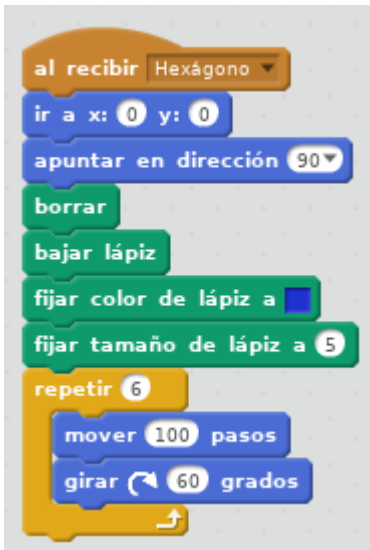 al recibir Hexágono
ir a x: 0 y: 0
apuntar en dirección 90
borrar
bajar lápiz
fijar color de lápiz a
fijar tamaño de lápiz a 5
repetir 6
mover 100 pasos
girar 60 grados